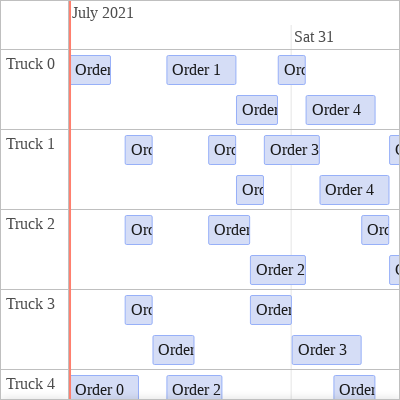 July 2021
Sat 31
Truck 0
Order
Order 1
Ord
Order
Order 4
Truck 1
Ord
Ord
Order 3
Ord
Order 4
Truck 2
Ord
Order
Ord
Order 2
Truck 3
Ord
Order
Order
Order 3
Truck 4
Order 0
Order 2
Order